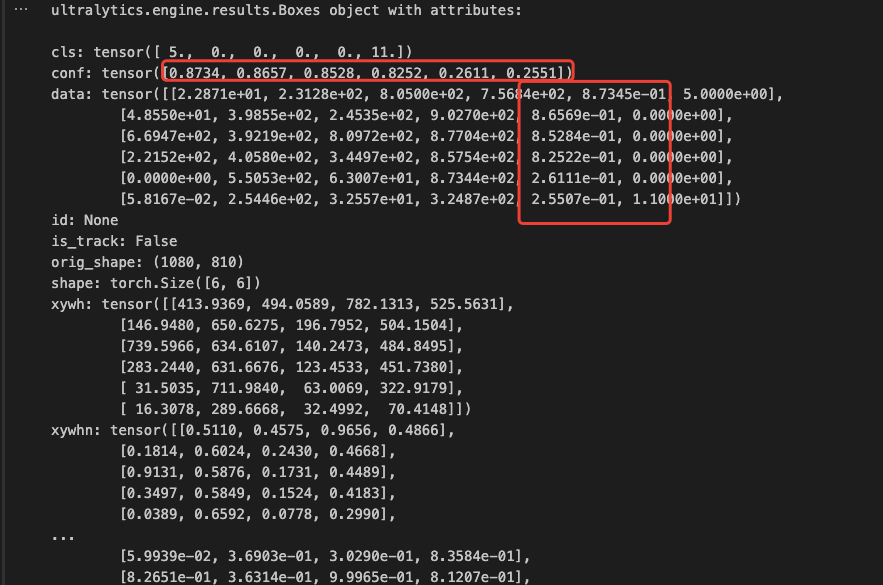 ... ultralytics.engine.results.Boxes object with attributes:
cls: tensor([ 5.,  0.,  0.,  0.,  0., 11.])
conf: tensor([0.8734, 0.8657, 0.8528, 0.8252, 0.2611, 0.2551])
data: tensor([[2.2871e+01, 2.3128e+02, 8.0500e+02, 7.5684e+02, 8.7345e-01, 5.0000e+00],
[4.8550e+01, 3.9855e+02, 2.4535e+02, 9.0270e+02, 8.6569e-01, 0.0000e+00],
[6.6947e+02, 3.9219e+02, 8.0972e+02, 8.7704e+02, 8.5284e-01, 0.0000e+00],
[2.2152e+02, 4.0580e+02, 3.4497e+02, 8.5754e+02, 8.2522e-01, 0.0000e+00],
[0.0000e+00, 5.5053e+02, 6.3007e+01, 8.7344e+02, 2.6111e-01, 0.0000e+00],
[5.8167e-02, 2.5446e+02, 3.2557e+01, 3.2487e+02, 2.5507e-01, 1.1000e+01]])
id: None
is_track: False
orig_shape: (1080, 810)
shape: torch.Size([6, 6])
xywh: tensor([[413.9369, 494.0589, 782.1313, 525.5631],
[146.9480, 650.6275, 196.7952, 504.1504],
[739.5966, 634.6107, 140.2473, 484.8495],
[283.2440, 631.6676, 123.4533, 451.7380],
[ 31.5035, 711.9840,  63.0069, 322.9179],
[ 16.3078, 289.6668,  32.4992,  70.4148]])
xywhn: tensor([[0.5110, 0.4575, 0.9656, 0.4866],
[0.1814, 0.6024, 0.2430, 0.4668],
[0.9131, 0.5876, 0.1731, 0.4489],
[0.3497, 0.5849, 0.1524, 0.4183],
[0.0389, 0.6592, 0.0778, 0.2990],
...
[5.9939e-02, 3.6903e-01, 3.0290e-01, 8.3584e-01],
[8.2651e-01, 3.6314e-01, 9.9965e-01, 8.1207e-01],